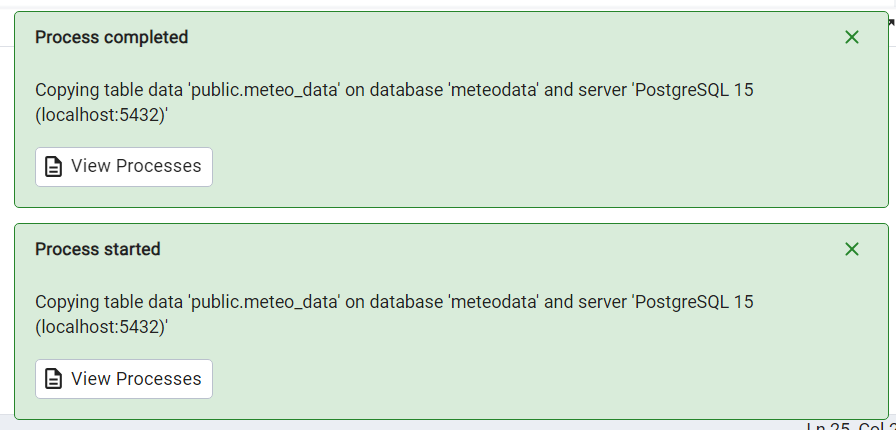 Process completed
Copying table data 'public.meteo_data' on database 'meteodata' and server 'PostgreSQL 15
(localhost:5432)'
View Processes
Process started
Copying table data 'public.meteo_data' on database 'meteodata' and server 'PostgreSQL 15
(localhost:5432)'
View Processes
Ln 25, Col